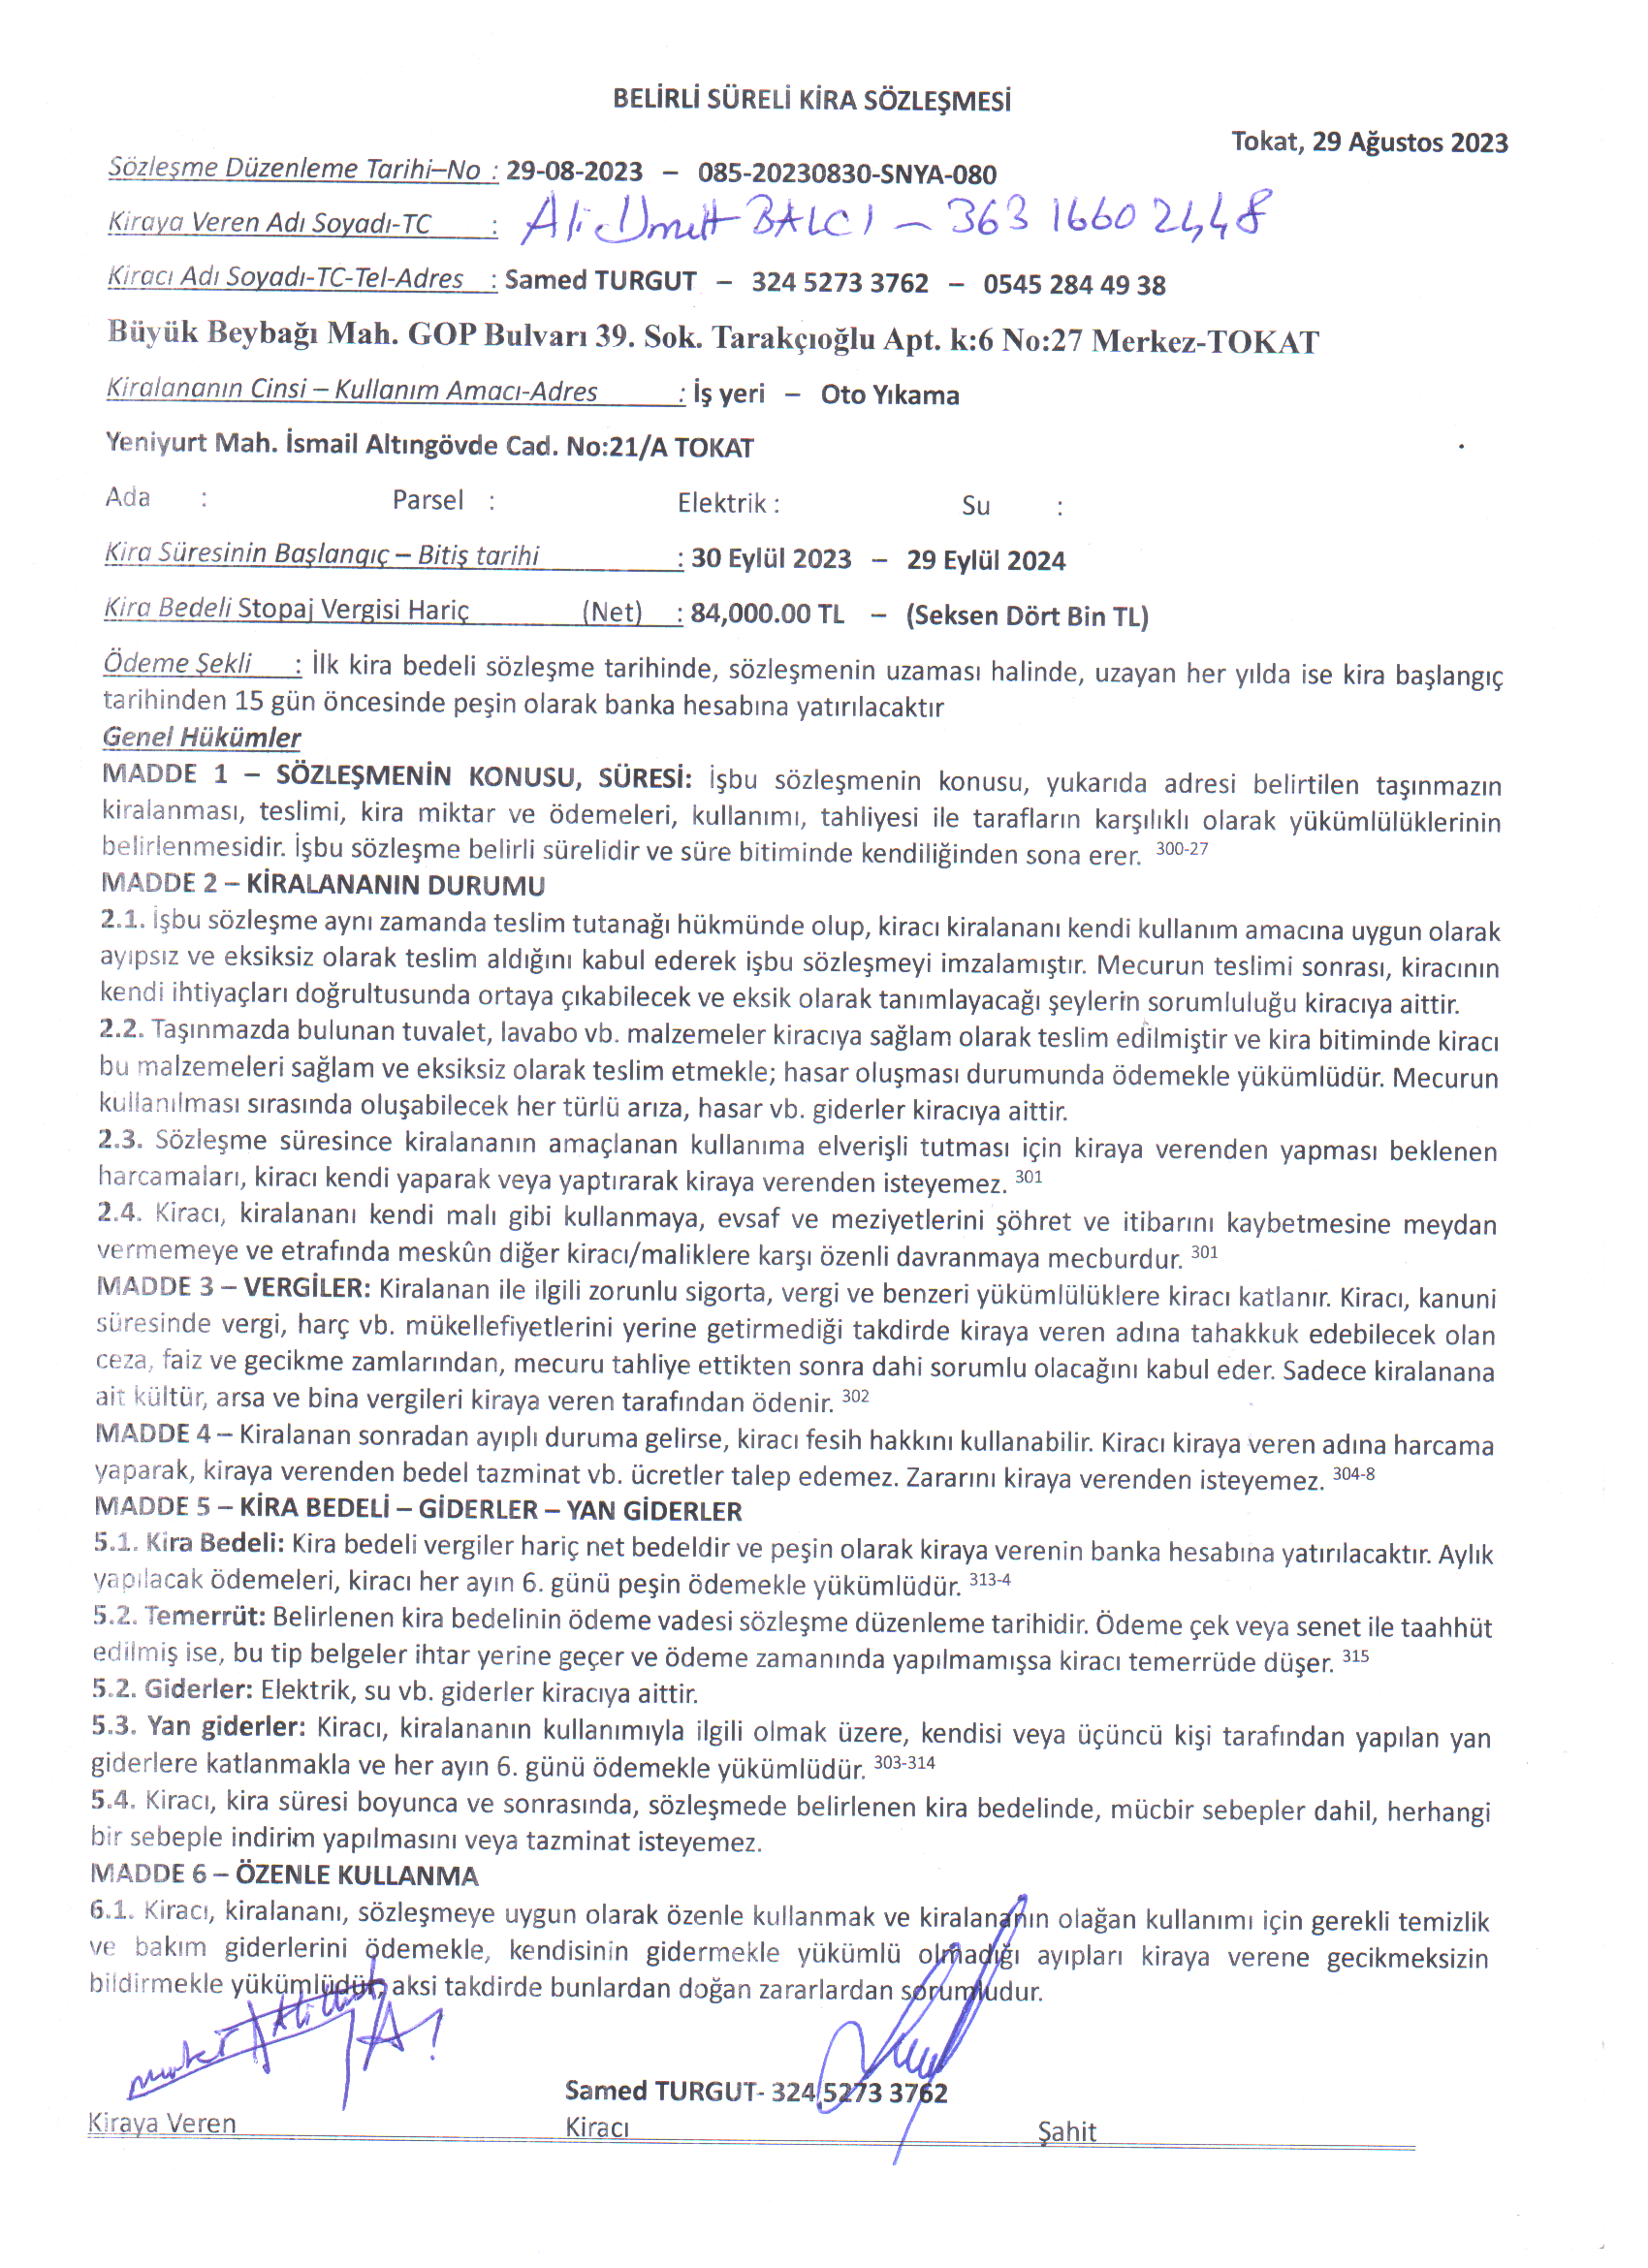 BELİRLİ SÜRELİ KİRA SÖZLEŞMESİ
Tokat, 29 Ağustos 2023
Sözleşme Düzenleme Tarihi–No : 29-08-2023 – 085-20230830-SNYA-080
Kiraya Veren Adı Soyadı-TC : Ali Umut BALCI – 363 1660 2448
Kiracı Adı Soyadı-TC-Tel-Adres : Samed TURGUT – 324 5273 3762 – 0545 284 49 38
Büyük Beybağı Mah. GOP Bulvarı 39. Sok. Tarakçıoğlu Apt. k:6 No:27 Merkez-TOKAT
Kiralananın Cinsi – Kullanım Amacı-Adres : İş yeri – Oto Yıkama
Yeniyurt Mah. İsmail Altıngövde Cad. No:21/A TOKAT
Ada : Parsel : Elektrik : Su :
Kira Süresinin Başlangıç – Bitiş tarihi : 30 Eylül 2023 – 29 Eylül 2024
Kira Bedeli Stopaj Vergisi Hariç (Net) : 84,000.00 TL – (Seksen Dört Bin TL)
Ödeme Şekli : İlk kira bedeli sözleşme tarihinde, sözleşmenin uzaması halinde, uzayan her yılda ise kira başlangıç
tarihinden 15 gün öncesinde peşin olarak banka hesabına yatırılacaktır
Genel Hükümler
MADDE 1 – SÖZLEŞMENİN KONUSU, SÜRESİ: İşbu sözleşmenin konusu, yukarıda adresi belirtilen taşınmazın
kiralanması, teslimi, kira miktar ve ödemeleri, kullanımı, tahliyesi ile tarafların karşılıklı olarak yükümlülüklerinin
belirlenmesidir. İşbu sözleşme belirli sürelidir ve süre bitiminde kendiliğinden sona erer. 300-27
MADDE 2 – KİRALANANIN DURUMU
2.1. İşbu sözleşme aynı zamanda teslim tutanağı hükmünde olup, kiracı kiralananı kendi kullanım amacına uygun olarak
ayıpsız ve eksiksiz olarak teslim aldığını kabul ederek işbu sözleşmeyi imzalamıştır. Mecurun teslimi sonrası, kiracının
kendi ihtiyaçları doğrultusunda ortaya çıkabilecek ve eksik olarak tanımlayacağı şeylerin sorumluluğu kiracıya aittir.
2.2. Taşınmazda bulunan tuvalet, lavabo vb. malzemeler kiracıya sağlam olarak teslim edilmiştir ve kira bitiminde kiracı
bu malzemeleri sağlam ve eksiksiz olarak teslim etmekle; hasar oluşması durumunda ödemekle yükümlüdür. Mecurun
kullanılması sırasında oluşabilecek her türlü arıza, hasar vb. giderler kiracıya aittir.
2.3. Sözleşme süresince kiralananın amaçlanan kullanıma elverişli tutması için kiraya verenden yapması beklenen
harcamaları, kiracı kendi yaparak veya yaptırarak kiraya verenden isteyemez. 301
2.4. Kiracı, kiralananı kendi malı gibi kullanmaya, evsaf ve meziyetlerini şöhret ve itibarını kaybetmesine meydan
vermemeye ve etrafında meskûn diğer kiracı/maliklere karşı özenli davranmaya mecburdur. 301
MADDE 3 – VERGİLER: Kiralanan ile ilgili zorunlu sigorta, vergi ve benzeri yükümlülüklere kiracı katlanır. Kiracı, kanuni
süresinde vergi, harç vb. mükellefiyetlerini yerine getirmediği takdirde kiraya veren adına tahakkuk edebilecek olan
ceza, faiz ve gecikme zamlarından, mecuru tahliye ettikten sonra dahi sorumlu olacağını kabul eder. Sadece kiralanana
ait kültür, arsa ve bina vergileri kiraya veren tarafından ödenir. 302
MADDE 4 – Kiralanan sonradan ayıplı duruma gelirse, kiracı fesih hakkını kullanabilir. Kiracı kiraya veren adına harcama
yaparak, kiraya verenden bedel tazminat vb. ücretler talep edemez. Zararını kiraya verenden isteyemez. 304-8
MADDE 5 – KİRA BEDELİ – GİDERLER – YAN GİDERLER
5.1. Kira Bedeli: Kira bedeli vergiler hariç net bedeldir ve peşin olarak kiraya verenin banka hesabına yatırılacaktır. Aylık
yapılacak ödemeleri, kiracı her ayın 6. günü peşin ödemekle yükümlüdür. 313-4
5.2. Temerrüt: Belirlenen kira bedelinin ödeme vadesi sözleşme düzenleme tarihidir. Ödeme çek veya senet ile taahhüt
edilmiş ise, bu tip belgeler ihtar yerine geçer ve ödeme zamanında yapılmamışsa kiracı temerrüde düşer. 315
5.2. Giderler: Elektrik, su vb. giderler kiracıya aittir.
5.3. Yan giderler: Kiracı, kiralananın kullanımıyla ilgili olmak üzere, kendisi veya üçüncü kişi tarafından yapılan yan
giderlere katlanmakla ve her ayın 6. günü ödemekle yükümlüdür. 303-314
5.4. Kiracı, kira süresi boyunca ve sonrasında, sözleşmede belirlenen kira bedelinde, mücbir sebepler dahil, herhangi
bir sebeple indirim yapılmasını veya tazminat isteyemez.
MADDE 6 – ÖZENLE KULLANMA
6.1. Kiracı, kiralananı, sözleşmeye uygun olarak özenle kullanmak ve kiralananın olağan kullanımı için gerekli temizlik
ve bakım giderlerini ödemekle, kendisinin gidermekle yükümlü olmadığı ayıpları kiraya verene gecikmeksizin
bildirmekle yükümlüdür, aksi takdirde bunlardan doğan zararlardan sorumludur.
Samed TURGUT- 324 5273 3762
Kiraya Veren Kiracı Şahit